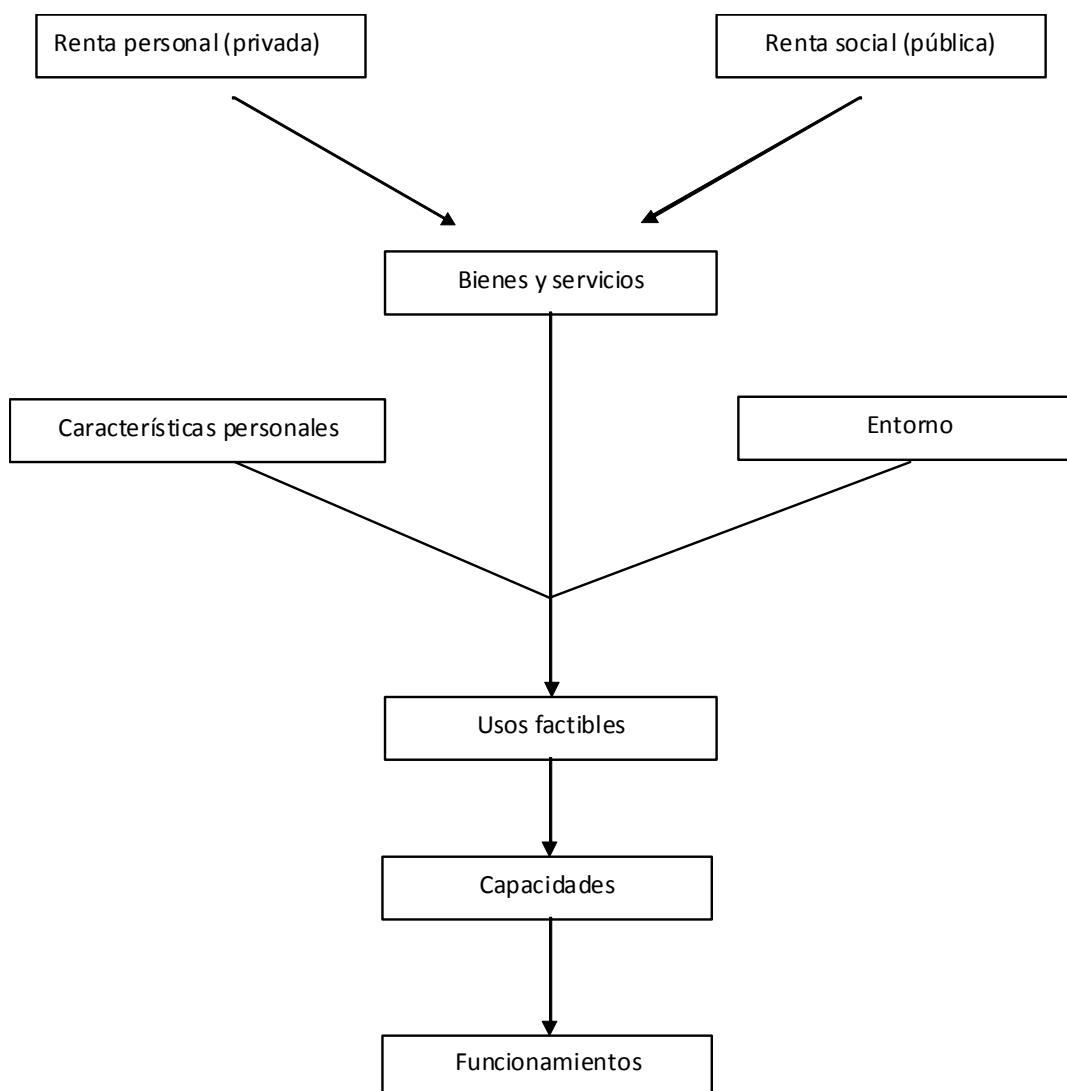 Renta personal (privada)
Renta social (pública)
Bienes y servicios
Características personales
Entorno
Usos factibles
Capacidades
Funcionamientos